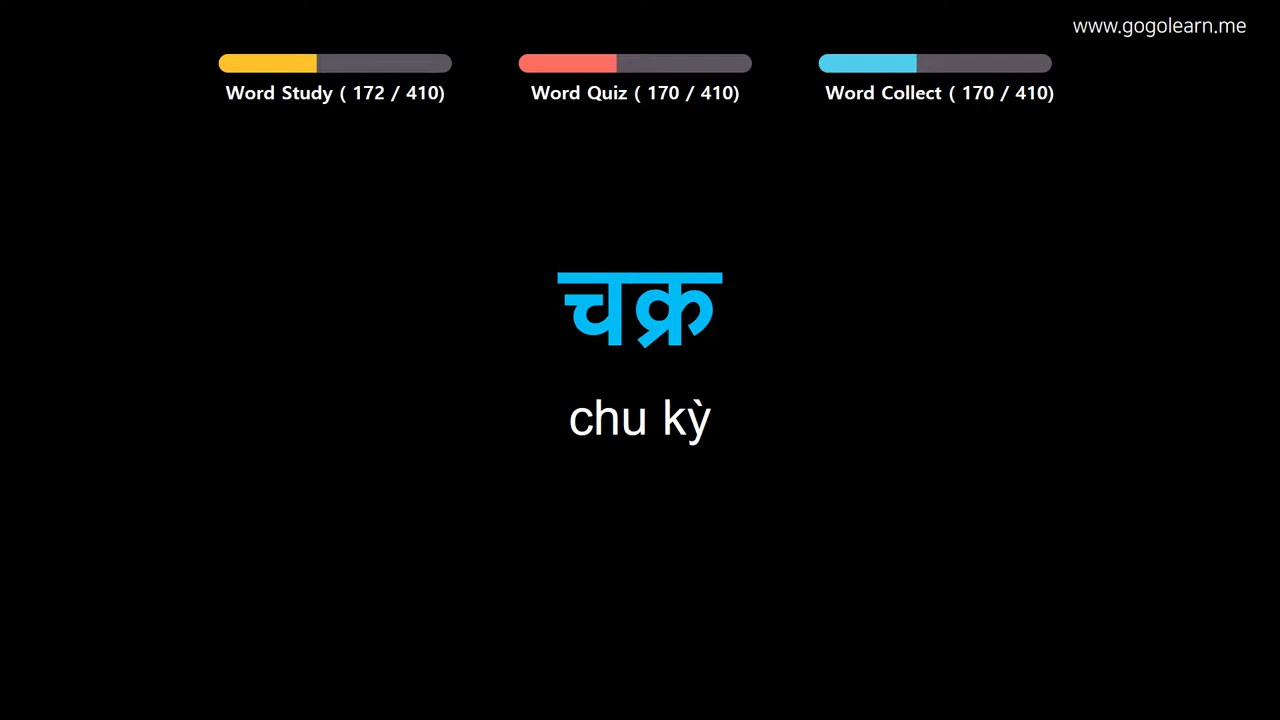 www.gogolearn.me
Word Study ( 172 / 410)
Word Quiz ( 170 / 410)
Word Collect ( 170 / 410)
चक्र
chu kỳ